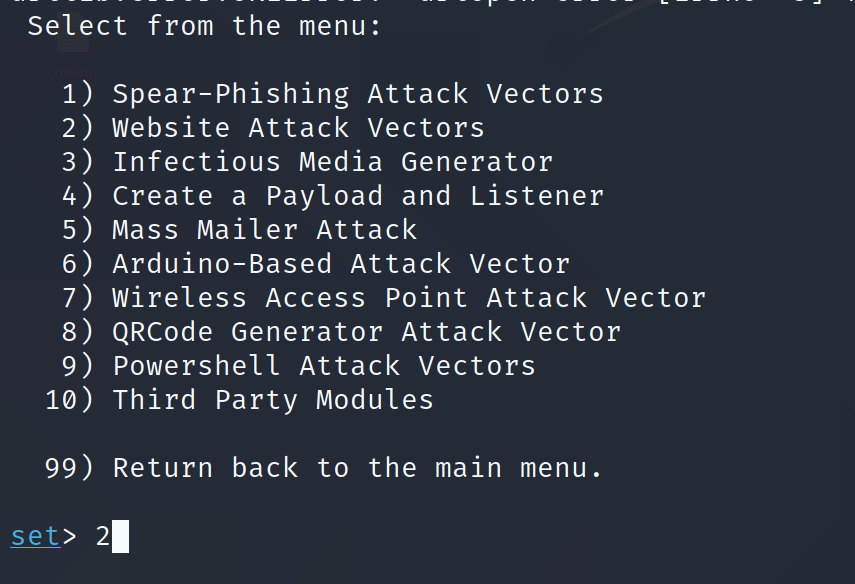 Select from the menu:
1) Spear-Phishing Attack Vectors
2) Website Attack Vectors
3) Infectious Media Generator
4) Create a Payload and Listener
5) Mass Mailer Attack
6) Arduino-Based Attack Vector
7) Wireless Access Point Attack Vector
8) QRCode Generator Attack Vector
9) Powershell Attack Vectors
10) Third Party Modules
99) Return back to the main menu.
set> 2